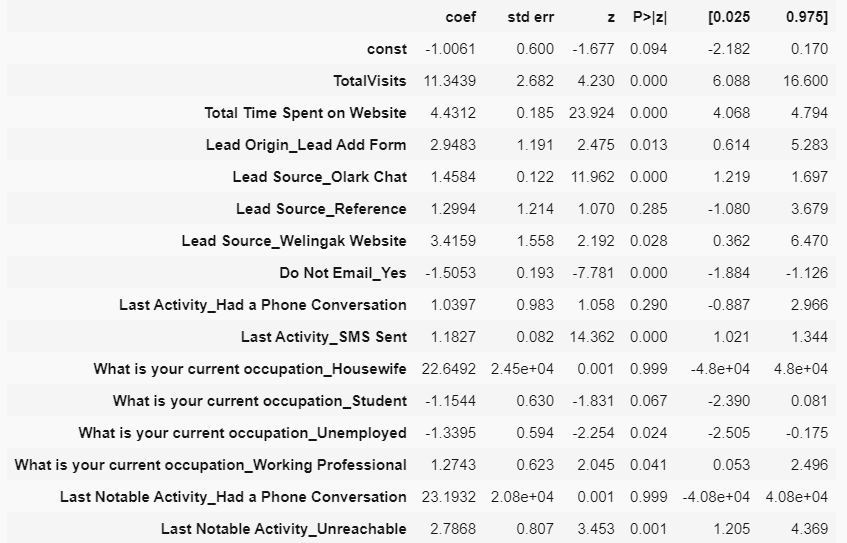 coef std err z P>|z| [0.025 0.975]
const -1.0061 0.600 -1.677 0.094 -2.182 0.170
TotalVisits 11.3439 2.682 4.230 0.000 6.088 16.600
Total Time Spent on Website 4.4312 0.185 23.924 0.000 4.068 4.794
Lead Origin_Lead Add Form 2.9483 1.191 2.475 0.013 0.614 5.283
Lead Source_Olark Chat 1.4584 0.122 11.962 0.000 1.219 1.697
Lead Source_Reference 1.2994 1.214 1.070 0.285 -1.080 3.679
Lead Source_Welingak Website 3.4159 1.558 2.192 0.028 0.362 6.470
Do Not Email_Yes -1.5053 0.193 -7.781 0.000 -1.884 -1.126
Last Activity_Had a Phone Conversation 1.0397 0.983 1.058 0.290 -0.887 2.966
Last Activity_SMS Sent 1.1827 0.082 14.362 0.000 1.021 1.344
What is your current occupation_Housewife 22.6492 2.45e+04 0.001 0.999 -4.8e+04 4.8e+04
What is your current occupation_Student -1.1544 0.630 -1.831 0.067 -2.390 0.081
What is your current occupation_Unemployed -1.3395 0.594 -2.254 0.024 -2.505 -0.175
What is your current occupation_Working Professional 1.2743 0.623 2.045 0.041 0.053 2.496
Last Notable Activity_Had a Phone Conversation 23.1932 2.08e+04 0.001 0.999 -4.08e+04 4.08e+04
Last Notable Activity_Unreachable 2.7868 0.807 3.453 0.001 1.205 4.369